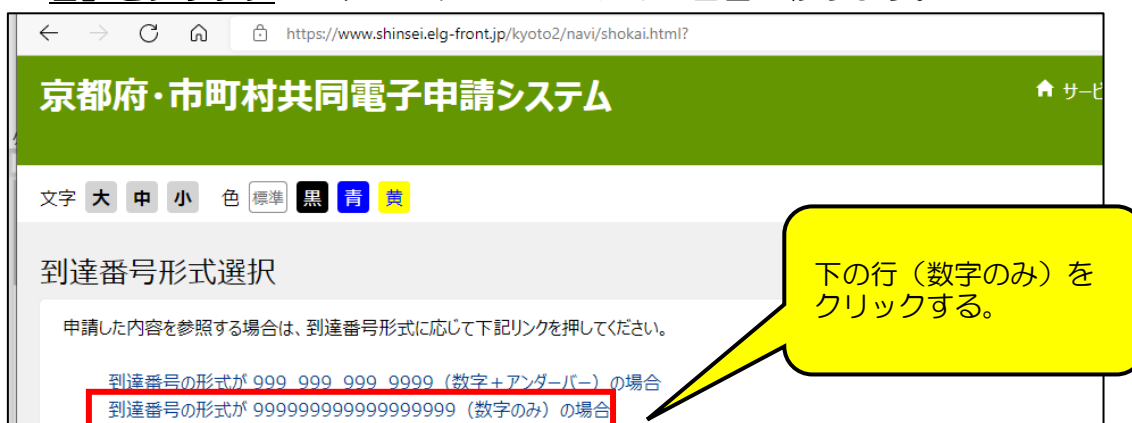 https://www.shinsei.elg-front.jp/kyoto2/navi/shokai.html?
京都府・市町村共同電子申請システム
サービ
文字 大 中 小 色 標準 黒 青 黄
到達番号形式選択
下の行（数字のみ）を
クリックする。
申請した内容を参照する場合は、到達番号形式に応じて下記リンクを押してください。
到達番号の形式が 999_999_999_9999（数字+アンダーバー）の場合
到達番号の形式が 999999999999999999（数字のみ）の場合